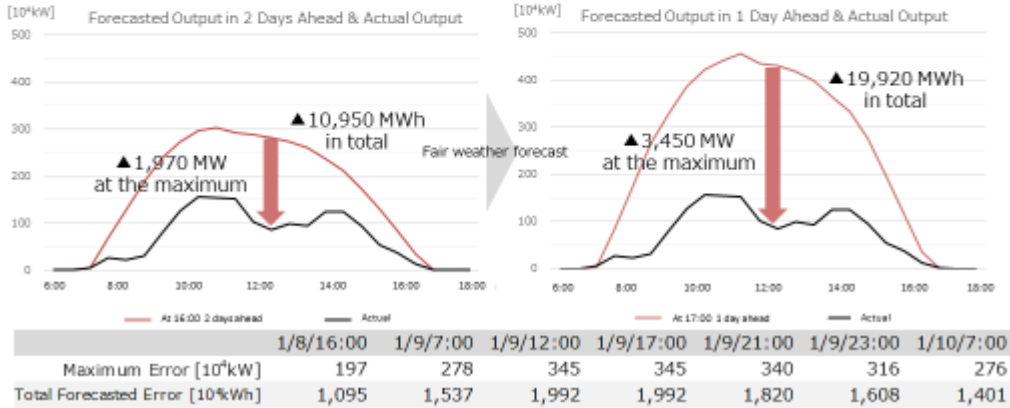 [10⁴kW] Forecasted Output in 2 Days Ahead & Actual Output
500
400
300
200
100
0
▲10,950 MWh
in total
▲1,970 MW
at the maximum
6:00 8:00 10:00 12:00 14:00 16:00 18:00
At 16:00 2 days ahead Actual
Fair weather forecast
[10⁴kW] Forecasted Output in 1 Day Ahead & Actual Output
500
400
300
200
100
0
▲19,920 MWh
in total
▲3,450 MW
at the maximum
6:00 8:00 10:00 12:00 14:00 16:00 18:00
At 17:00 1 day ahead Actual
1/8/16:00 1/9/7:00 1/9/12:00 1/9/17:00 1/9/21:00 1/9/23:00 1/10/7:00
Maximum Error [10⁴kW] 197 278 345 345 340 316 276
Total Forecasted Error [10⁴kWh] 1,095 1,537 1,992 1,992 1,820 1,608 1,401